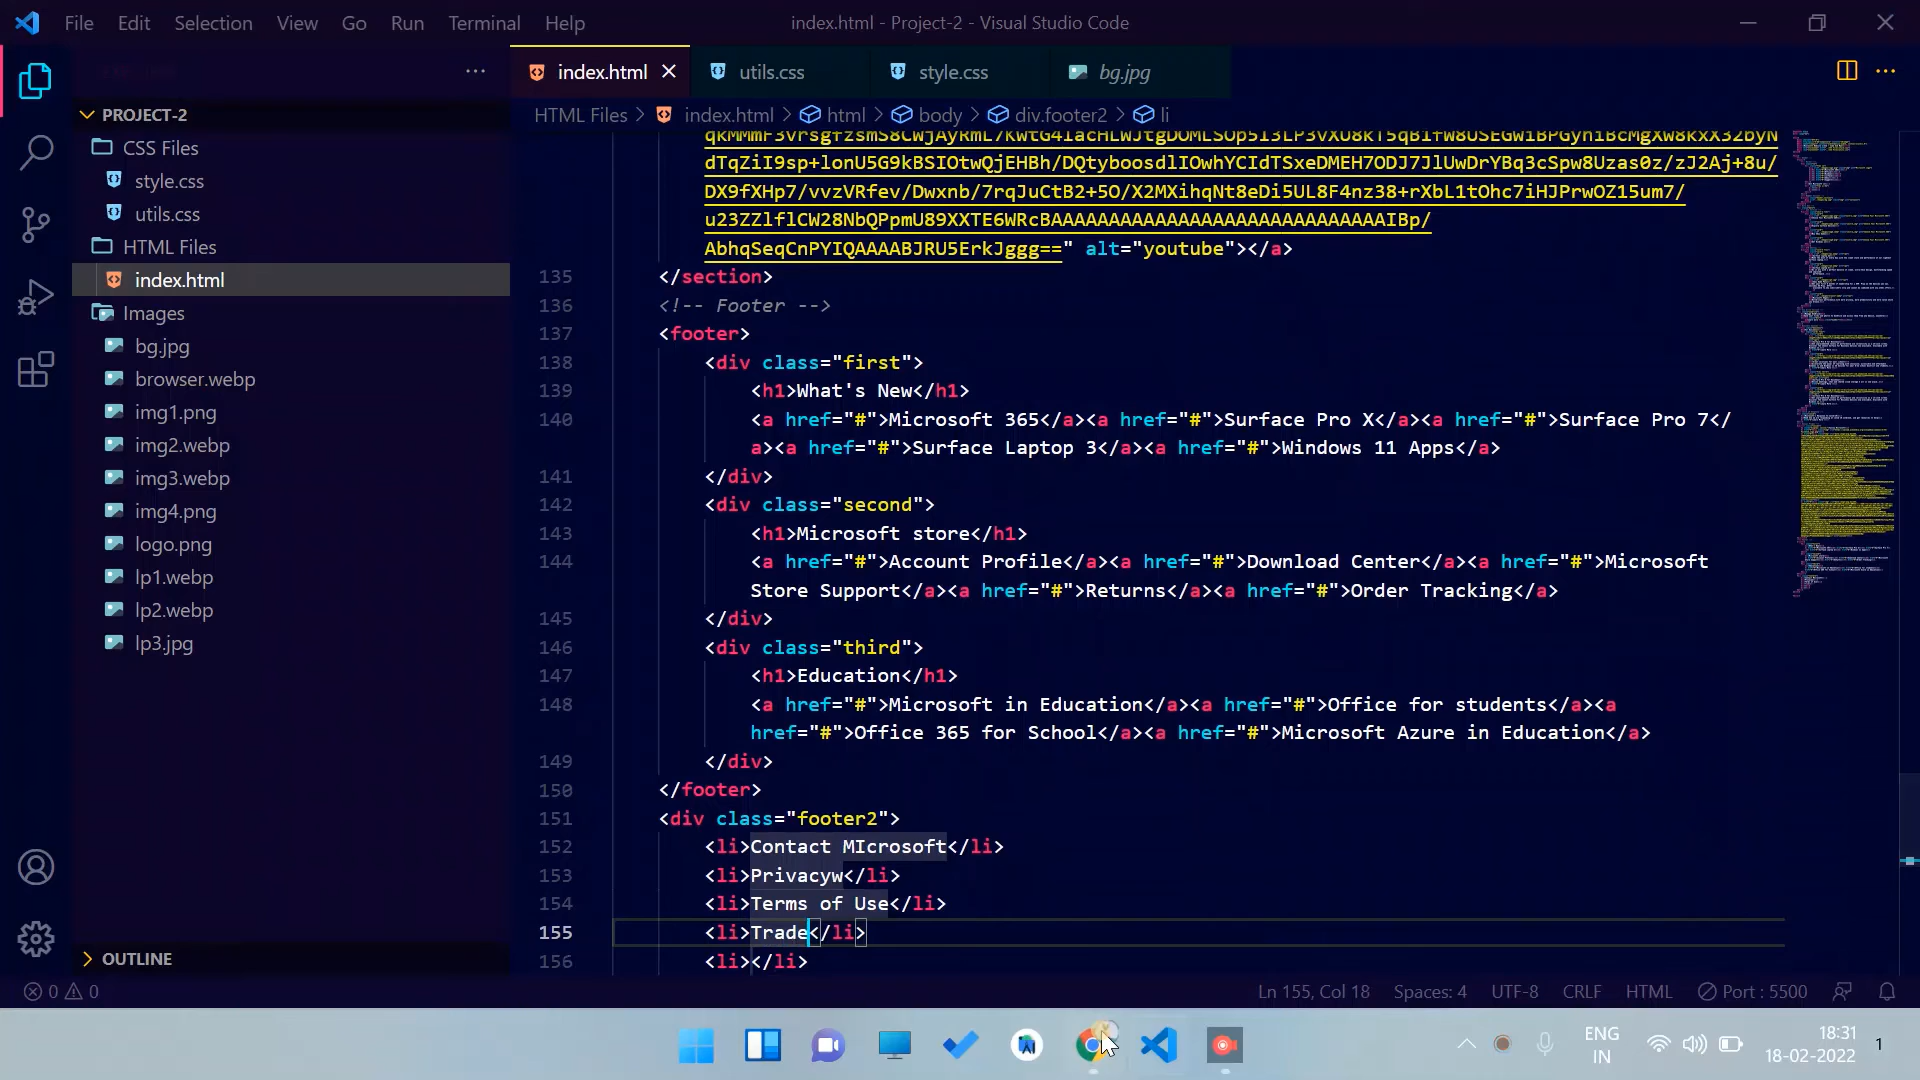 File Edit Selection View Go Run Terminal Help
index.html - Project-2 - Visual Studio Code
index.html utils.css style.css bg.jpg
HTML Files > index.html > html > body > div.footer2 > li
PROJECT-2
CSS Files
style.css
utils.css
HTML Files
index.html
Images
bg.jpg
browser.webp
img1.png
img2.webp
img3.webp
img4.png
logo.png
lp1.webp
lp2.webp
lp3.jpg
OUTLINE
dTqZiI9sp+lonU5G9kBSIOtwQjEHBh/DQtyboosdlIOwhYCIdTSxeDMEH7ODJ7JlUwDrYBq3cSpw8Uzas0z/zJ2Aj+8u/
DX9fXHp7/vvzVRfev/Dwxnb/7rqJuCtB2+5O/X2MXihqNt8eDi5UL8F4nz38+rXbL1tOhc7iHJPrwOZ15um7/
u23ZZlflCW28NbQPpmU89XXTE6WRcBAAAAAAAAAAAAAAAAAAAAAAAAAAAAIBp/
AbhqSeqCnPYIQAAAABJRU5ErkJggg==" alt="youtube"></a>
135 </section>
136 <!-- Footer -->
137 <footer>
138 <div class="first">
139 <h1>What's New</h1>
140 <a href="#">Microsoft 365</a><a href="#">Surface Pro X</a><a href="#">Surface Pro 7</
a><a href="#">Surface Laptop 3</a><a href="#">Windows 11 Apps</a>
141 </div>
142 <div class="second">
143 <h1>Microsoft store</h1>
144 <a href="#">Account Profile</a><a href="#">Download Center</a><a href="#">Microsoft
Store Support</a><a href="#">Returns</a><a href="#">Order Tracking</a>
145 </div>
146 <div class="third">
147 <h1>Education</h1>
148 <a href="#">Microsoft in Education</a><a href="#">Office for students</a><a
href="#">Office 365 for School</a><a href="#">Microsoft Azure in Education</a>
149 </div>
150 </footer>
151 <div class="footer2">
152 <li>Contact MIcrosoft</li>
153 <li>Privacyw</li>
154 <li>Terms of Use</li>
155 <li>Trade</li>
156 <li></li>
0 0 Ln 155, Col 18 Spaces: 4 UTF-8 CRLF HTML Port : 5500
ENG
IN
18:31
18-02-2022
1